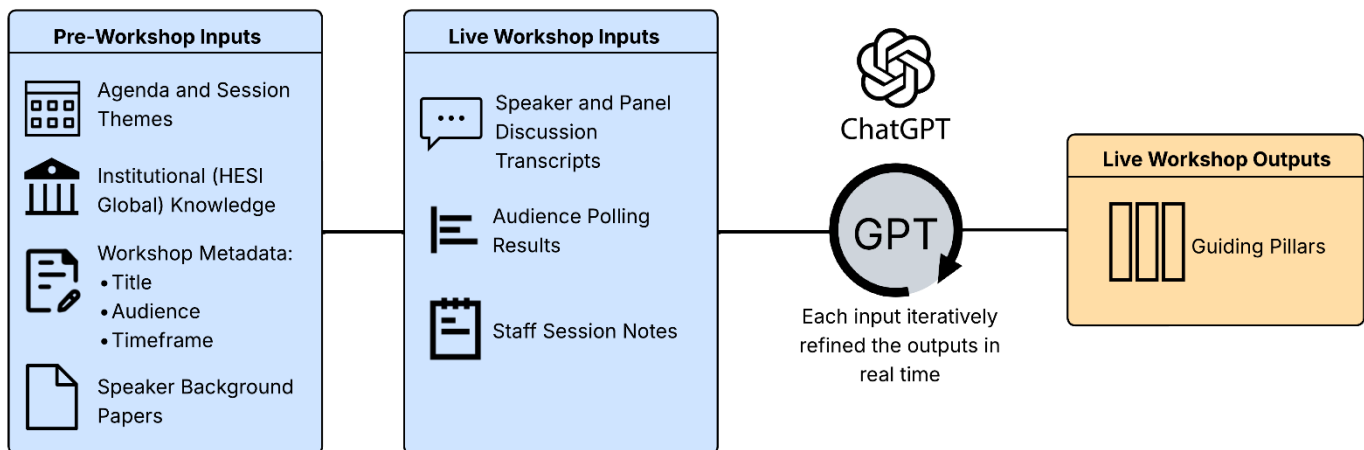 Pre-Workshop Inputs
Agenda and Session
Themes
Institutional (HESI
Global) Knowledge
Workshop Metadata:
• Title
• Audience
• Timeframe
Speaker Background
Papers
Live Workshop Inputs
Speaker and Panel
Discussion
Transcripts
Audience Polling
Results
Staff Session Notes
ChatGPT
GPT
Each input iteratively
refined the outputs in
real time
Live Workshop Outputs
Guiding Pillars